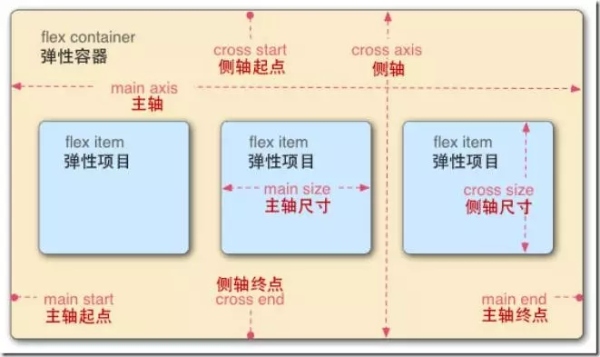 flex container
弹性容器
cross start
侧轴起点
cross axis
侧轴
main axis
主轴
flex item
弹性项目
flex item
弹性项目
flex item
弹性项目
main size
主轴尺寸
cross size
侧轴尺寸
main start
主轴起点
侧轴终点
cross end
main end
主轴终点